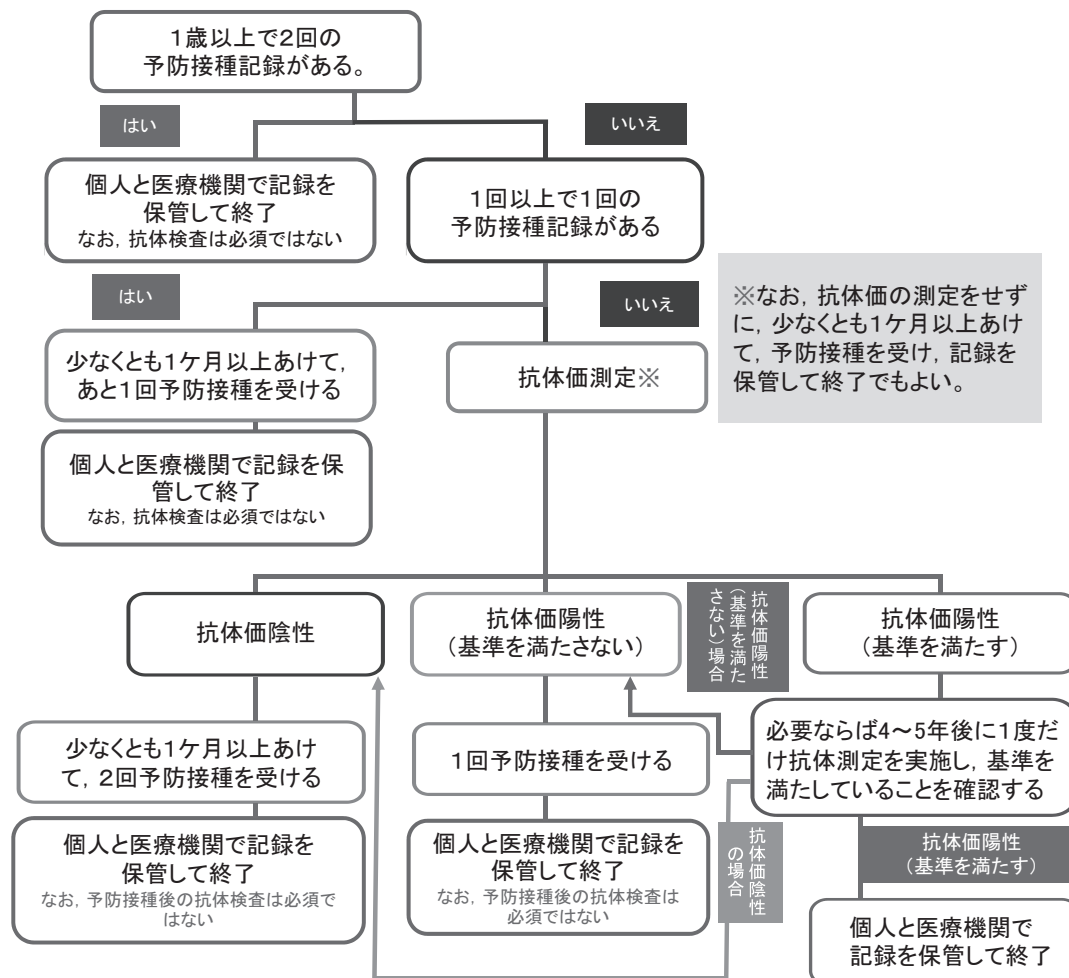 1歳以上で2回の
予防接種記録がある。
はい
いいえ
個人と医療機関で記録を
保管して終了
なお，抗体検査は必須ではない
1回以上で1回の
予防接種記録がある
はい
いいえ
※なお，抗体価の測定をせず
に，少なくとも1ケ月以上あけ
て，予防接種を受け，記録を
保管して終了でもよい。
少なくとも1ケ月以上あけて，
あと1回予防接種を受ける
抗体価測定※
個人と医療機関で記録を保
管して終了
なお，抗体検査は必須ではない
抗体価陰性
抗体価陽性
（基準を満たさない）
抗体価陽性
（基準を満た
さない）場合
抗体価陽性
（基準を満たす）
少なくとも1ケ月以上あけ
て，2回予防接種を受ける
1回予防接種を受ける
必要ならば4～5年後に1度だ
け抗体測定を実施し，基準を
満たしていることを確認する
個人と医療機関で記録を
保管して終了
なお，予防接種後の抗体検査は必須で
はない
個人と医療機関で記録を
保管して終了
なお，予防接種後の抗体検査は
必須ではない
抗体価陰性
の場合
抗体価陽性
（基準を満たす）
個人と医療機関で
記録を保管して終了